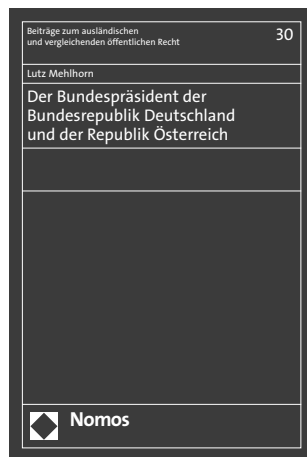 Beiträge zum ausländischen
und vergleichenden öffentlichen Recht
30
Lutz Mehlhorn
Der Bundespräsident der
Bundesrepublik Deutschland
und der Republik Österreich
Nomos